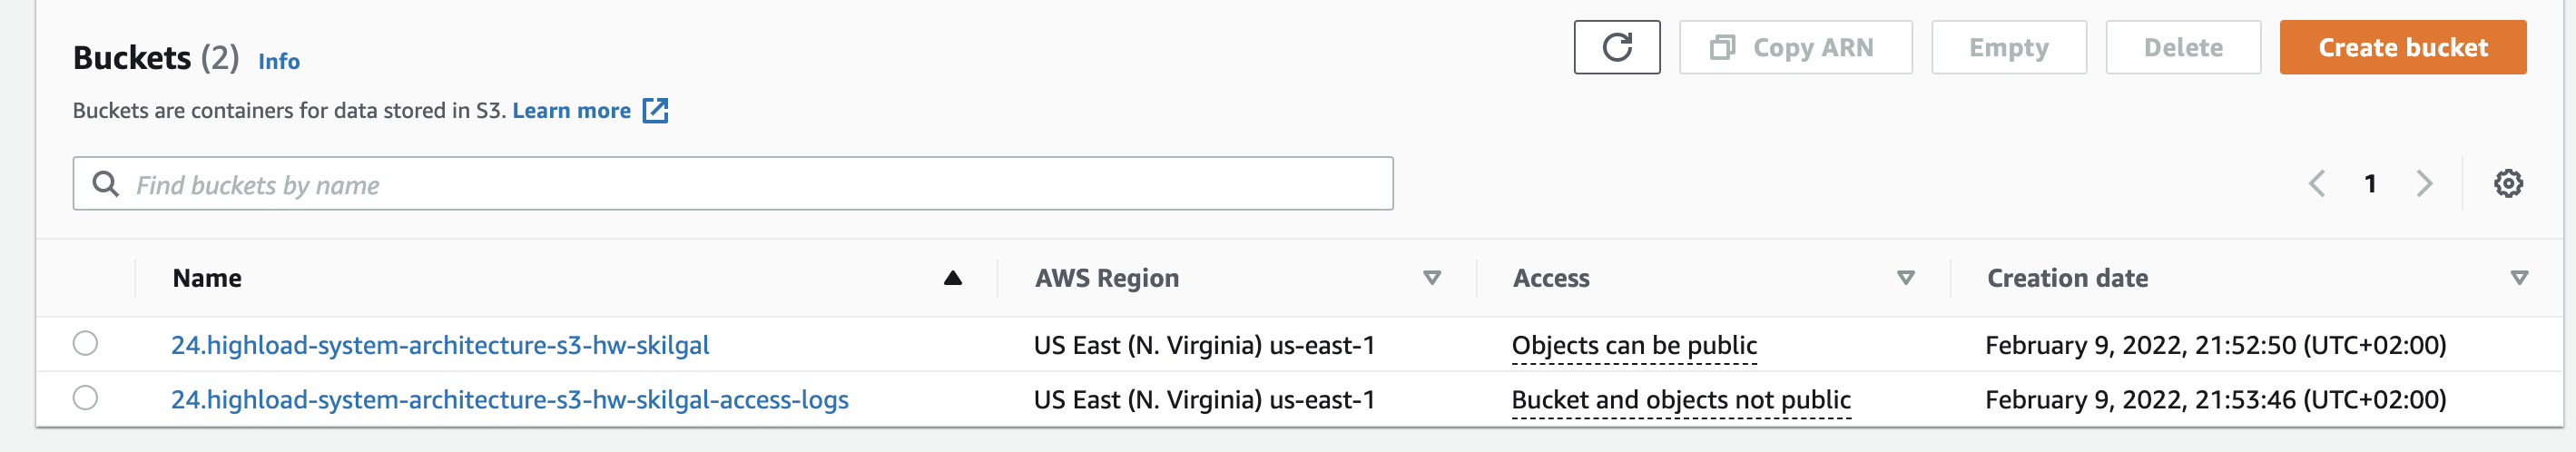 Buckets (2) Info
Copy ARN
Empty
Delete
Create bucket
Buckets are containers for data stored in S3. Learn more
Find buckets by name
1
Name AWS Region Access Creation date
24.highload-system-architecture-s3-hw-skilgal US East (N. Virginia) us-east-1 Objects can be public February 9, 2022, 21:52:50 (UTC+02:00)
24.highload-system-architecture-s3-hw-skilgal-access-logs US East (N. Virginia) us-east-1 Bucket and objects not public February 9, 2022, 21:53:46 (UTC+02:00)